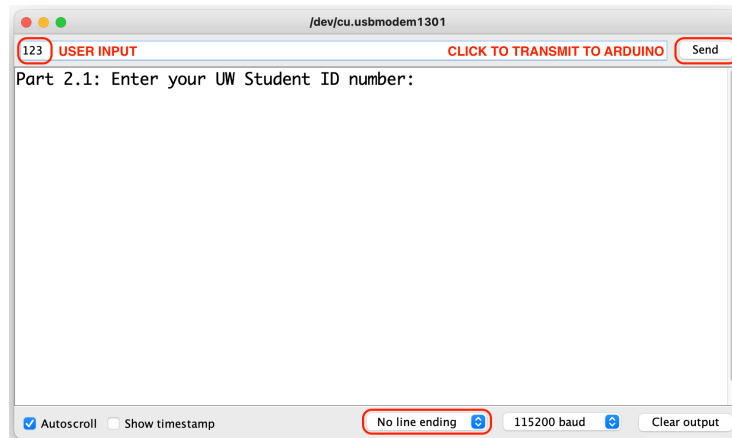 /dev/cu.usbmodem1301
123 USER INPUT CLICK TO TRANSMIT TO ARDUINO Send
Part 2.1: Enter your UW Student ID number:
Autoscroll Show timestamp No line ending 115200 baud Clear output